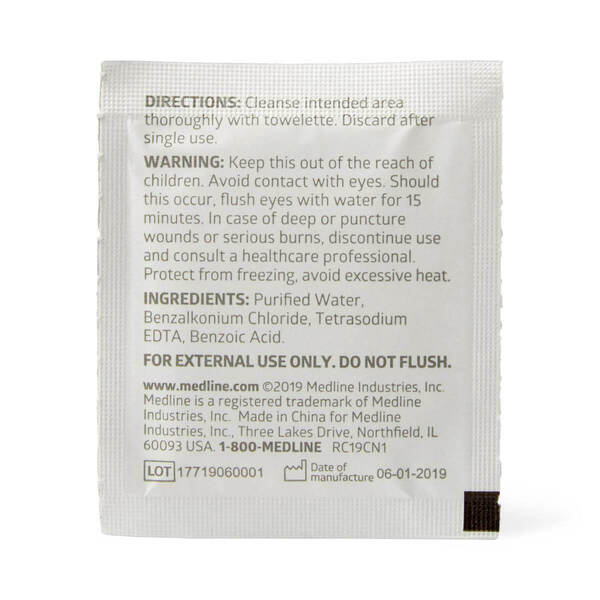 DIRECTIONS: Cleanse intended area
thoroughly with towelette. Discard after
single use.
WARNING: Keep this out of the reach of
children. Avoid contact with eyes. Should
this occur, flush eyes with water for 15
minutes. In case of deep or puncture
wounds or serious burns, discontinue use
and consult a healthcare professional.
Protect from freezing, avoid excessive heat.
INGREDIENTS: Purified Water,
Benzalkonium Chloride, Tetrasodium
EDTA, Benzoic Acid.
FOR EXTERNAL USE ONLY. DO NOT FLUSH.
www.medline.com ©2019 Medline Industries, Inc.
Medline is a registered trademark of Medline
Industries, Inc. Made in China for Medline
Industries, Inc., Three Lakes Drive, Northfield, IL
60093 USA. 1-800-MEDLINE RC19CN1
LOT 17719060001 Date of
manufacture 06-01-2019